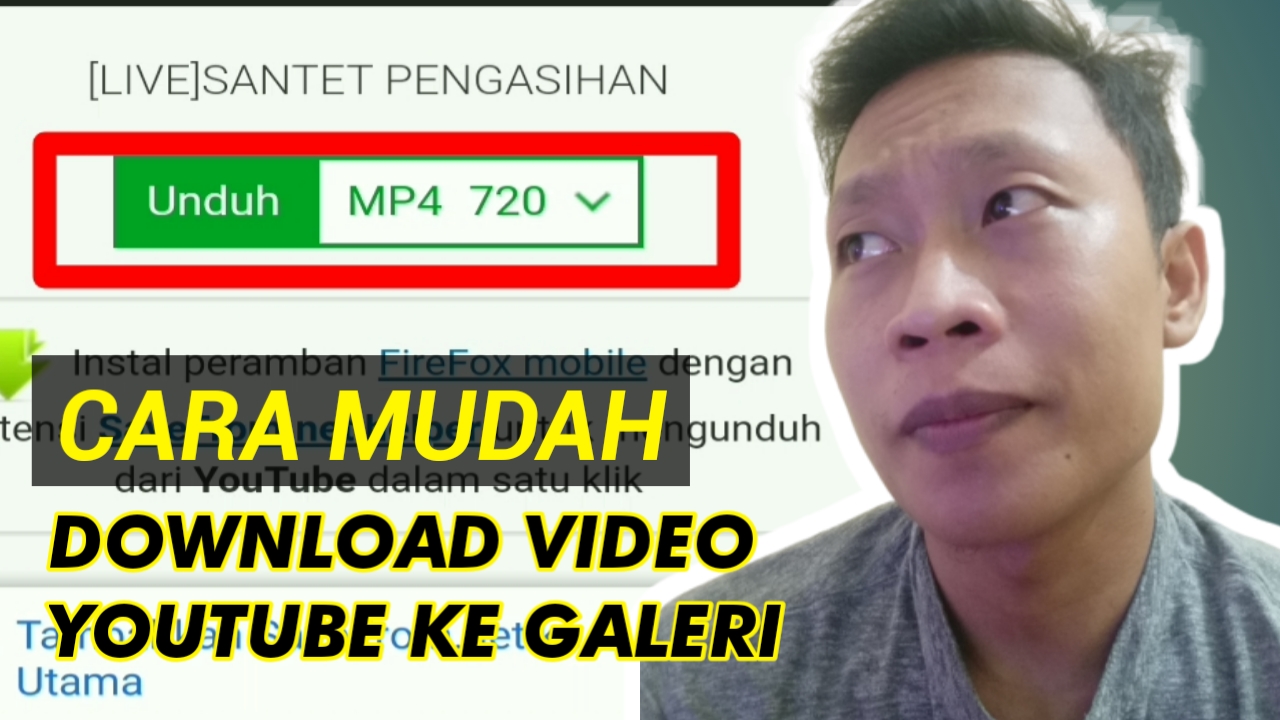 [LIVE]SANTET PENGASIHAN
Unduh MP4 720
Instal peramban FireFox mobile dengan
CARA MUDAH
dari YouTube dalam satu klik
DOWNLOAD VIDEO
YOUTUBE KE GALERI
Utama